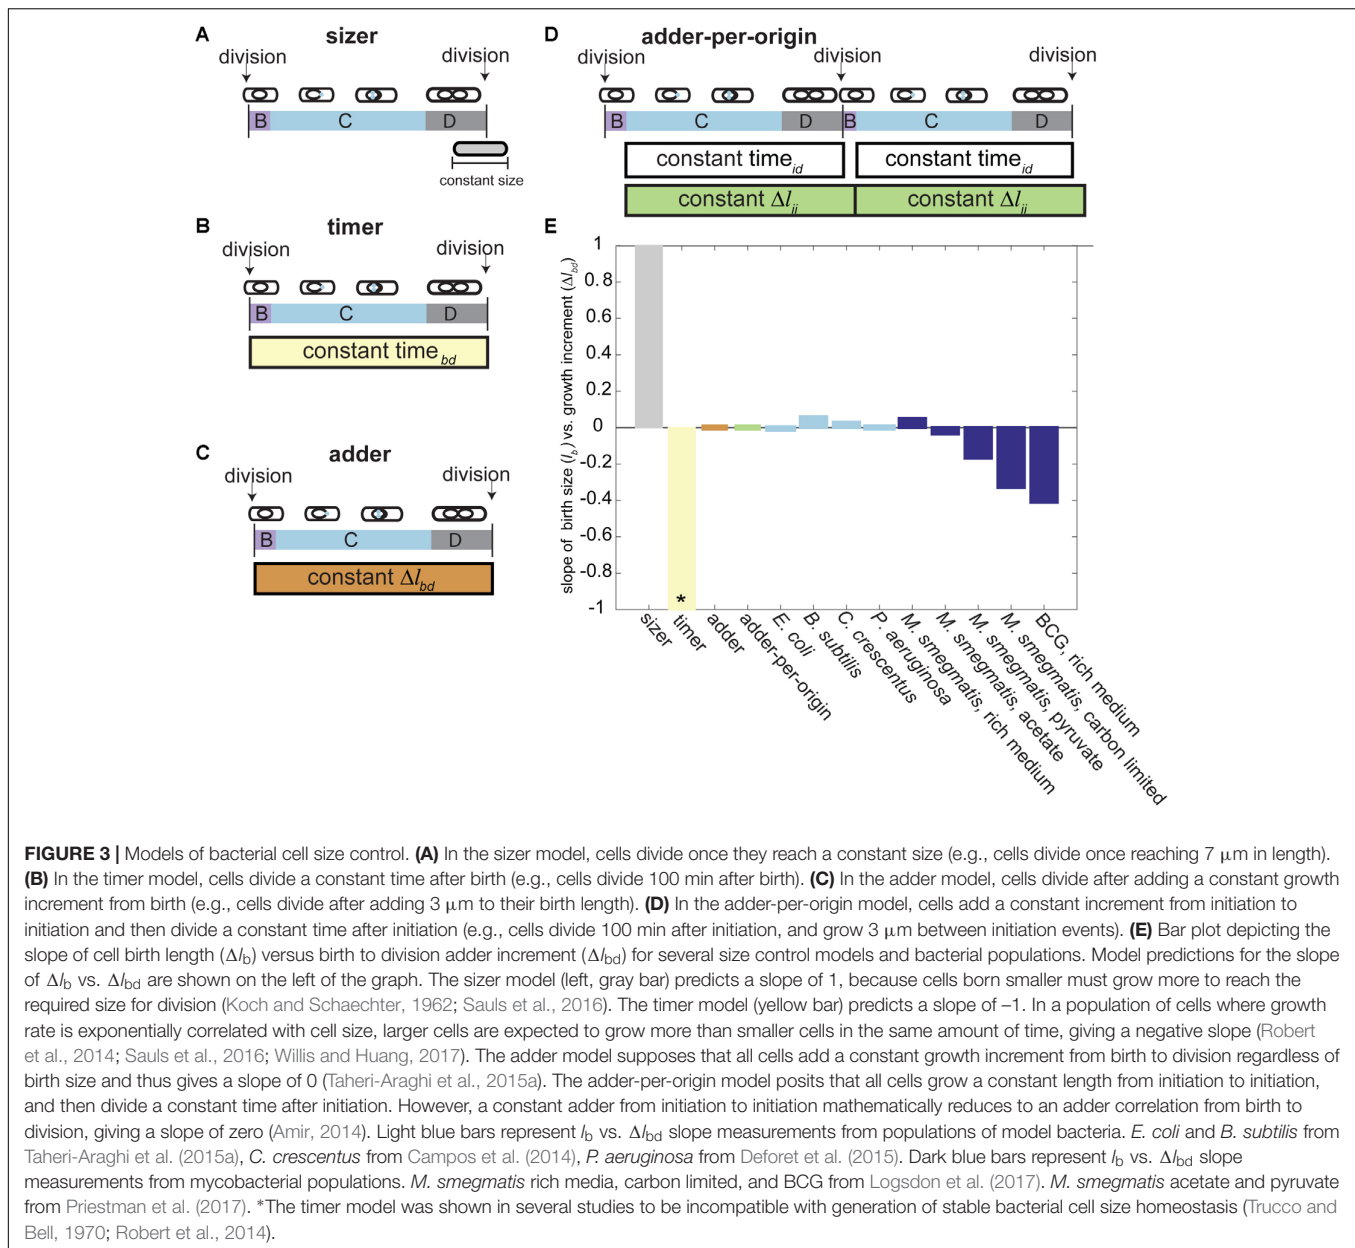 A
sizer
division
division
B
C
D
constant size
B
timer
division
division
B
C
D
constant time bd
C
adder
division
division
B
C
D
constant Δl bd
D
adder-per-origin
division
division
division
B
C
D
B
C
D
constant time id
constant time id
constant Δl ii
constant Δl ii
E
slope of birth size (l b) vs. growth increment (Δl bd)
1
0.8
0.6
0.4
0.2
0
-0.2
-0.4
-0.6
-0.8
-1
*
sizer
timer
adder
adder-per-origin
E. coli
B. subtilis
C. crescentus
P. aeruginosa
M. smegmatis, rich medium
M. smegmatis, acetate
M. smegmatis, pyruvate
M. smegmatis, carbon limited
BCG, rich medium
FIGURE 3 | Models of bacterial cell size control. (A) In the sizer model, cells divide once they reach a constant size (e.g., cells divide once reaching 7 μm in length).
(B) In the timer model, cells divide a constant time after birth (e.g., cells divide 100 min after birth). (C) In the adder model, cells divide after adding a constant growth
increment from birth (e.g., cells divide after adding 3 μm to their birth length). (D) In the adder-per-origin model, cells add a constant increment from initiation to
initiation and then divide a constant time after initiation (e.g., cells divide 100 min after initiation, and grow 3 μm between initiation events). (E) Bar plot depicting the
slope of cell birth length (Δlb) versus birth to division adder increment (Δlbd) for several size control models and bacterial populations. Model predictions for the slope
of Δlb vs. Δlbd are shown on the left of the graph. The sizer model (left, gray bar) predicts a slope of 1, because cells born smaller must grow more to reach the
required size for division (Koch and Schaechter, 1962; Sauls et al., 2016). The timer model (yellow bar) predicts a slope of –1. In a population of cells where growth
rate is exponentially correlated with cell size, larger cells are expected to grow more than smaller cells in the same amount of time, giving a negative slope (Robert
et al., 2014; Sauls et al., 2016; Willis and Huang, 2017). The adder model supposes that all cells add a constant growth increment from birth to division regardless of
birth size and thus gives a slope of 0 (Taheri-Araghi et al., 2015a). The adder-per-origin model posits that all cells grow a constant length from initiation to initiation,
and then divide a constant time after initiation. However, a constant adder from initiation to initiation mathematically reduces to an adder correlation from birth to
division, giving a slope of zero (Amir, 2014). Light blue bars represent lb vs. Δlbd slope measurements from populations of model bacteria. E. coli and B. subtilis from
Taheri-Araghi et al. (2015a), C. crescentus from Campos et al. (2014), P. aeruginosa from Deforet et al. (2015). Dark blue bars represent lb vs. Δlbd slope
measurements from mycobacterial populations. M. smegmatis rich media, carbon limited, and BCG from Logsdon et al. (2017). M. smegmatis acetate and pyruvate
from Priestman et al. (2017). *The timer model was shown in several studies to be incompatible with generation of stable bacterial cell size homeostasis (Trucco and
Bell, 1970; Robert et al., 2014).